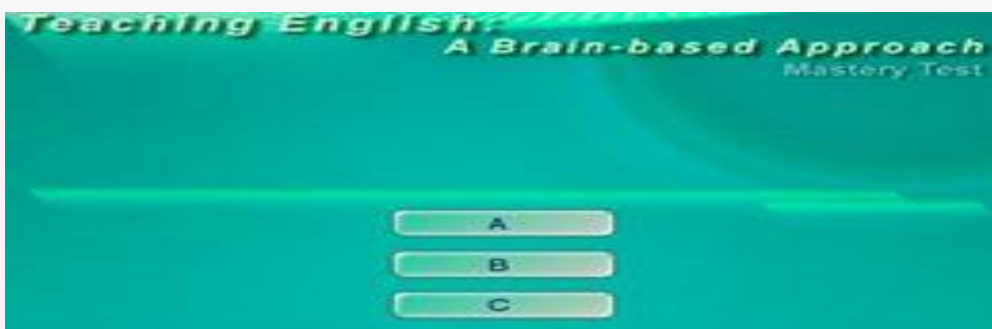 Teaching English:
A Brain-based Approach
Mastery Test
A
B
C